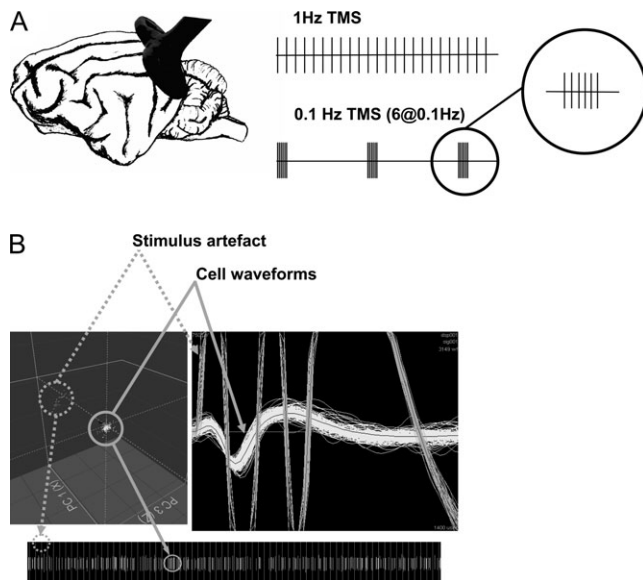 A
1Hz TMS
0.1 Hz TMS (6@0.1Hz)
B
Stimulus artefact
Cell waveforms
PC 1 (X)
PC 3 (Z)